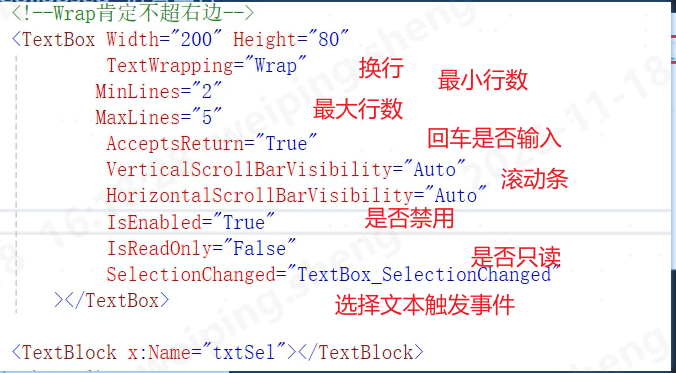 <!--Wrap肯定不超右边-->
<TextBox Width="200" Height="80"
TextWrapping="Wrap" 换行
MinLines="2" 最小行数
MaxLines="5" 最大行数
AcceptsReturn="True" 回车是否输入
VerticalScrollBarVisibility="Auto" 滚动条
HorizontalScrollBarVisibility="Auto"
IsEnabled="True" 是否禁用
IsReadOnly="False" 是否只读
SelectionChanged="TextBox_SelectionChanged"
></TextBox> 选择文本触发事件
<TextBlock x:Name="txtSel"></TextBlock>